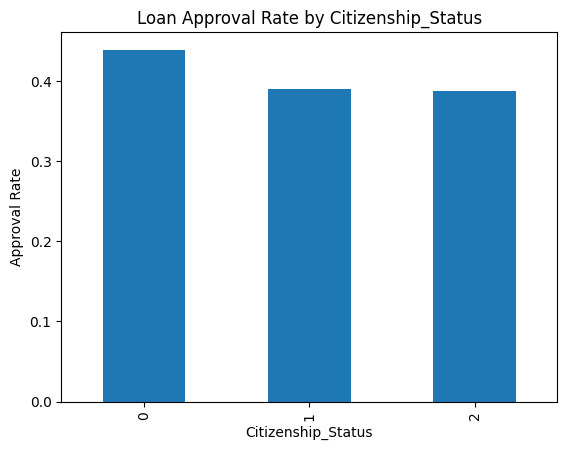 Loan Approval Rate by Citizenship_Status
Approval Rate
0.4
0.3
0.2
0.1
0.0
0
1
2
Citizenship_Status